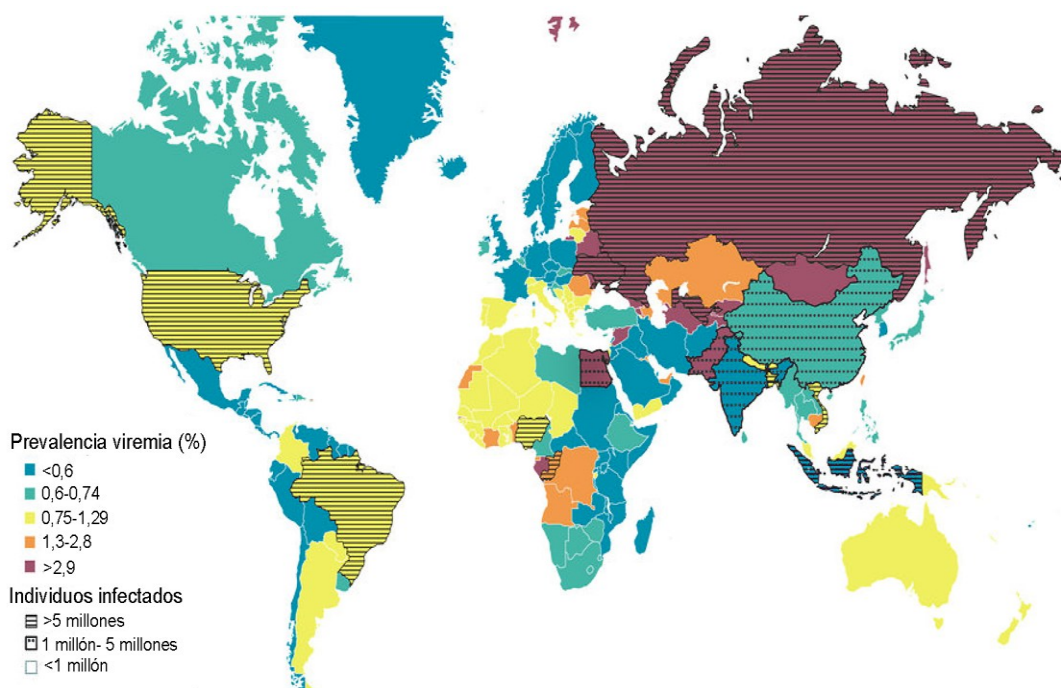 Prevalencia viremia (%)
<0,6
0,6-0,74
0,75-1,29
1,3-2,8
>2,9
Individuos infectados
>5 millones
1 millón- 5 millones
<1 millón